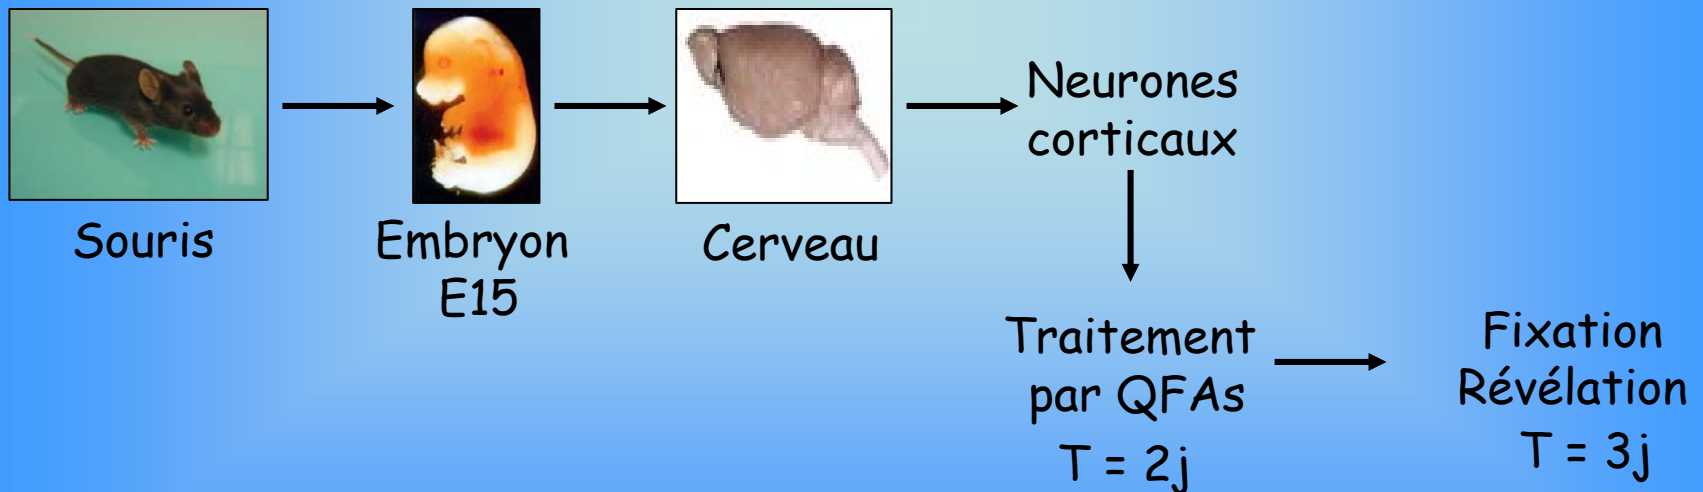 Souris
Embryon
E15
Cerveau
Neurones
corticaux
Traitement
par QFAs
T = 2j
Fixation
Révélation
T = 3j